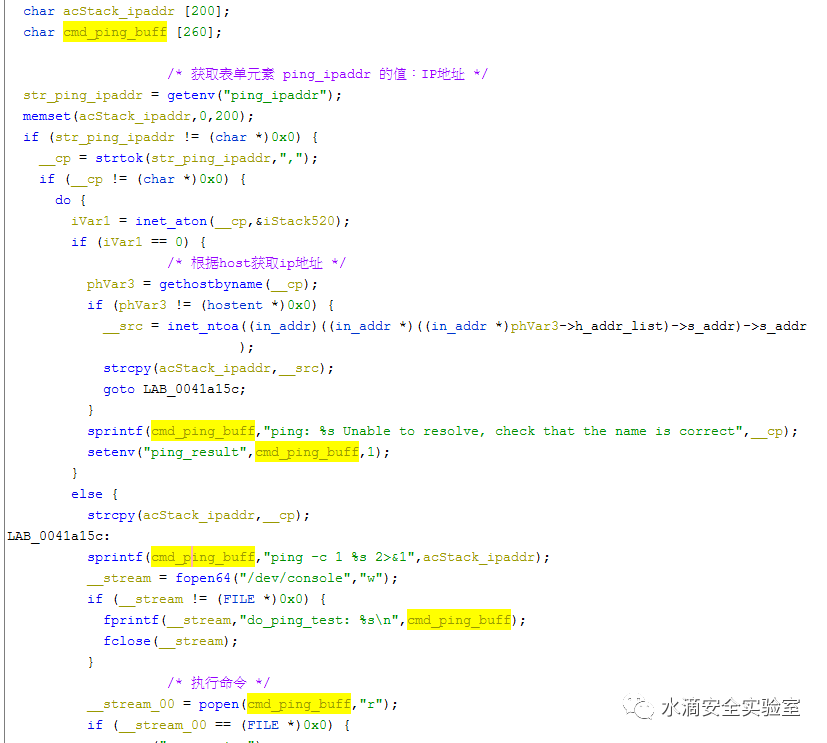 char acStack_ipaddr [200];
char cmd_ping_buff [260];
/* 获取表单元素 ping_ipaddr 的值：IP地址 */
str_ping_ipaddr = getenv("ping_ipaddr");
memset(acStack_ipaddr,0,200);
if (str_ping_ipaddr != (char *)0x0) {
__cp = strtok(str_ping_ipaddr,",");
if (__cp != (char *)0x0) {
do {
iVar1 = inet_aton(__cp,&iStack520);
if (iVar1 == 0) {
/* 根据host获取ip地址 */
phVar3 = gethostbyname(__cp);
if (phVar3 != (hostent *)0x0) {
__src = inet_ntoa((in_addr)((in_addr *)((in_addr *)phVar3->h_addr_list)->s_addr)->s_addr
);
strcpy(acStack_ipaddr,__src);
goto LAB_0041a15c;
}
sprintf(cmd_ping_buff,"ping: %s Unable to resolve, check that the name is correct",__cp);
setenv("ping_result",cmd_ping_buff,1);
}
else {
strcpy(acStack_ipaddr,__cp);
LAB_0041a15c:
sprintf(cmd_ping_buff,"ping -c 1 %s 2>&1",acStack_ipaddr);
__stream = fopen64("/dev/console","w");
if (__stream != (FILE *)0x0) {
fprintf(__stream,"do_ping_test: %s\n",cmd_ping_buff);
fclose(__stream);
}
/* 执行命令 */
__stream_00 = popen(cmd_ping_buff,"r");
if (__stream_00 == (FILE *)0x0) {
水滴安全实验室